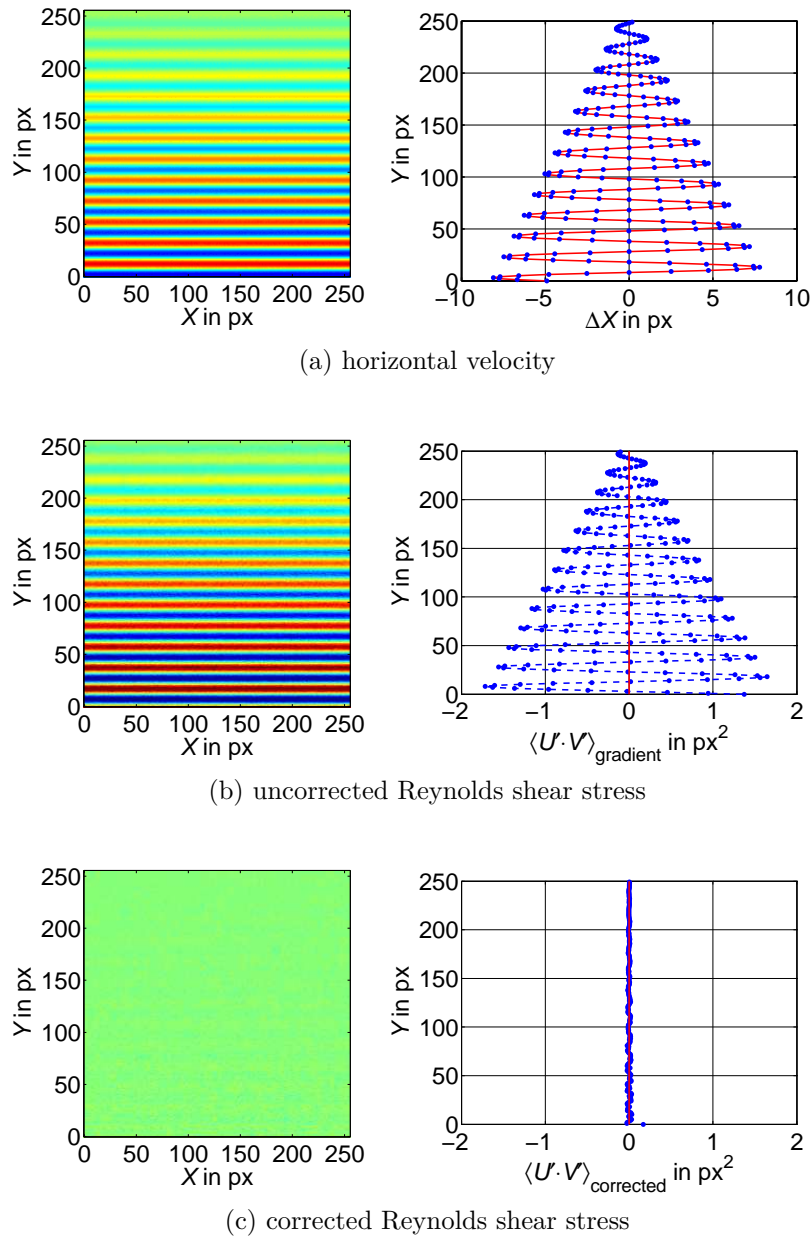 250
200
150
100
50
0
Y in px
0 50 100 150 200 250
X in px
250
200
150
100
50
0
Y in px
−10 −5 0 5 10
ΔX in px
(a) horizontal velocity
250
200
150
100
50
0
Y in px
0 50 100 150 200 250
X in px
250
200
150
100
50
0
Y in px
−2 −1 0 1 2
⟨U′·V′⟩gradient in px²
(b) uncorrected Reynolds shear stress
250
200
150
100
50
0
Y in px
0 50 100 150 200 250
X in px
250
200
150
100
50
0
Y in px
−2 −1 0 1 2
⟨U′·V′⟩corrected in px²
(c) corrected Reynolds shear stress